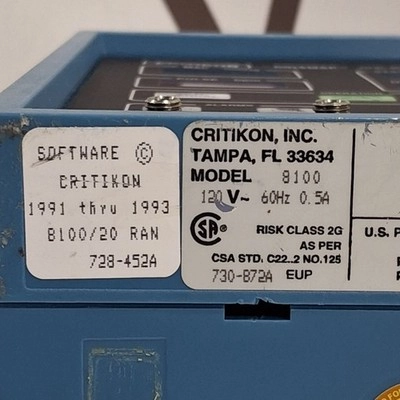 SOFTWARE ©
CRITIKON
1991 thru 1993
8100/20 RAN
728-452A
CRITIKON, INC.
TAMPA, FL 33634
MODEL 8100
120 V~ 60Hz 0.5A
RISK CLASS 2G
AS PER
CSA STD. C22..2 NO.125
730-872A EUP
U.S. P